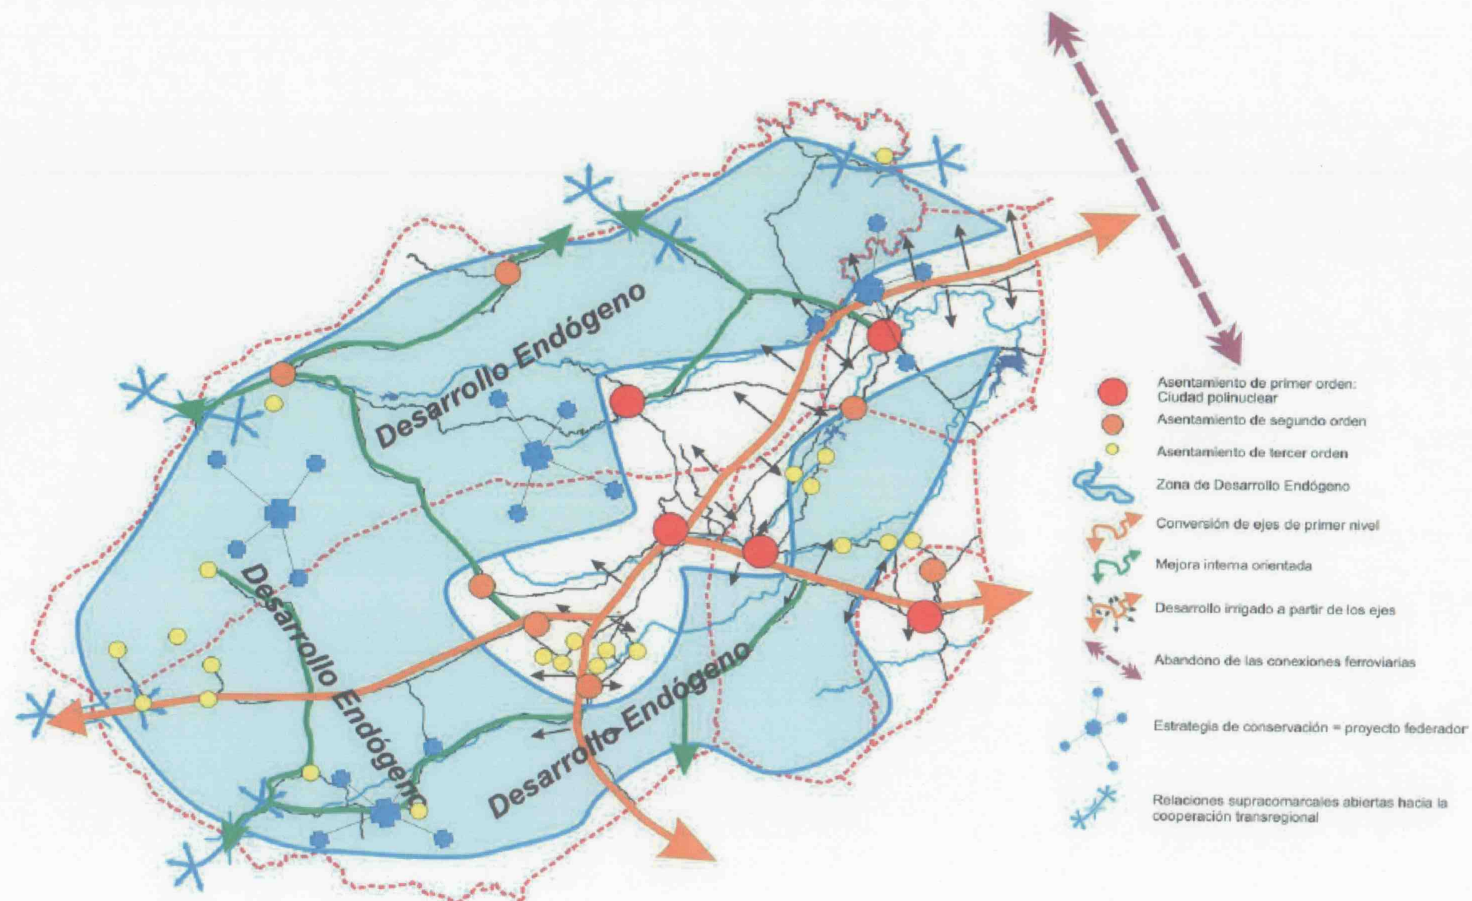 Desarrollo Endógeno
Desarrollo Endógeno
Desarrollo Endógeno
Asentamiento de primer orden:
Ciudad polinuclear
Asentamiento de segundo orden
Asentamiento de tercer orden
Zona de Desarrollo Endógeno
Conversión de ejes de primer nivel
Mejora interna orientada
Desarrollo irrigado a partir de los ejes
Abandono de las conexiones ferroviarias
Estrategia de conservación = proyecto federador
Relaciones supracomarcales abiertas hacia la
cooperación transregional